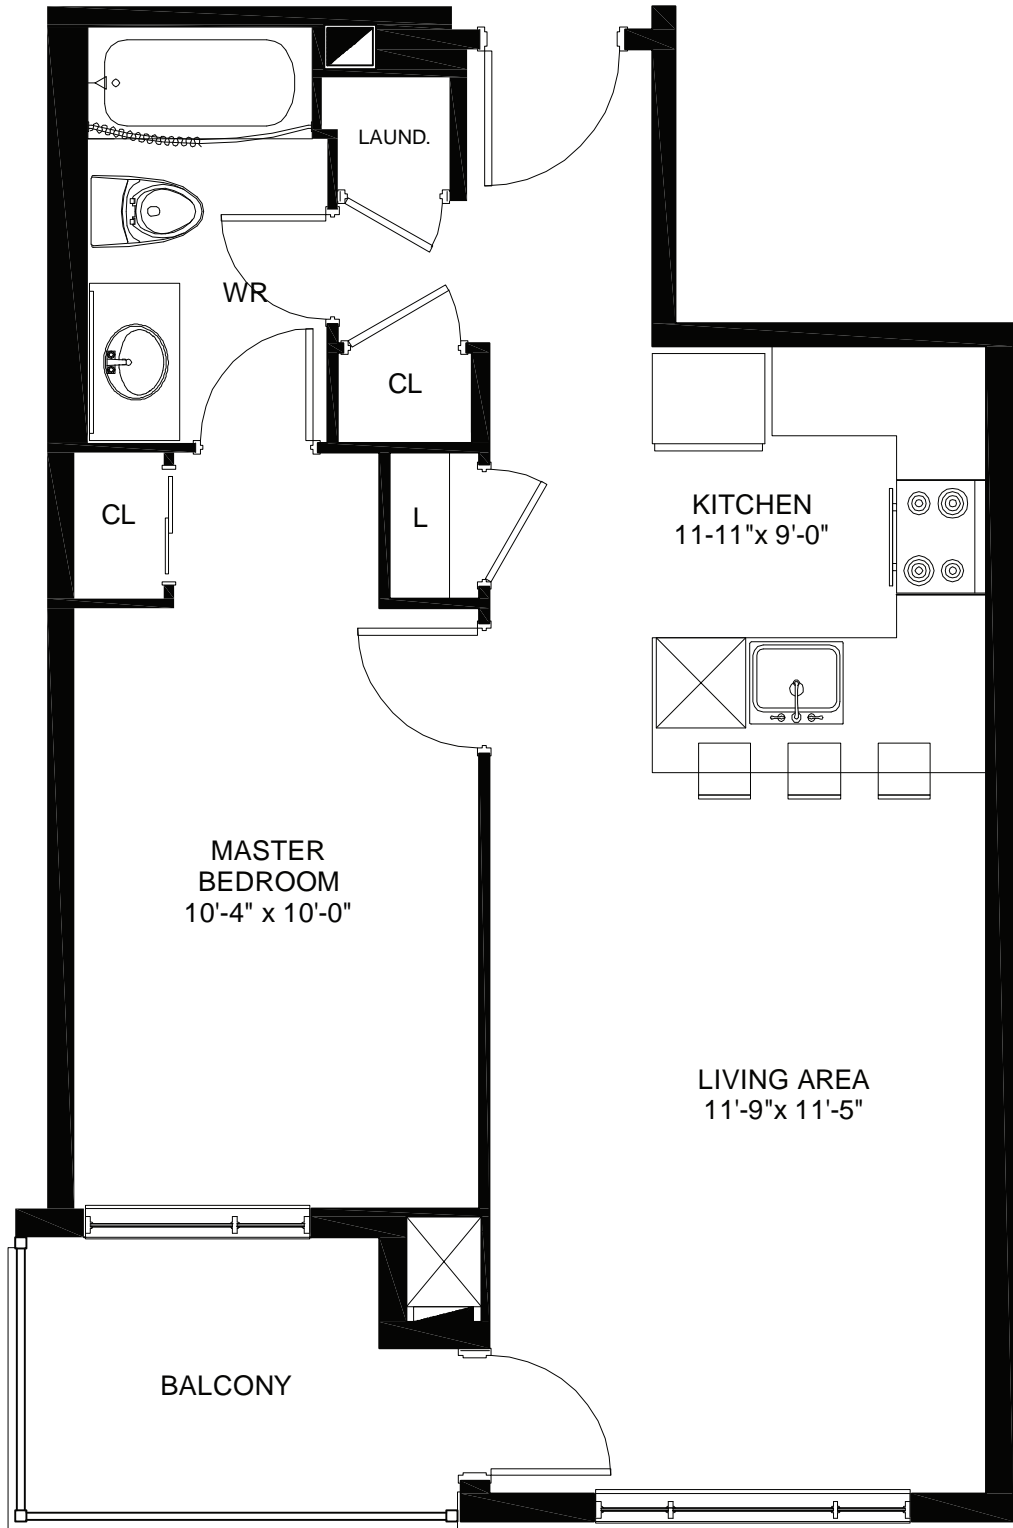 LAUND.
WR
CL
CL
L
KITCHEN
11-11"x 9'-0"
MASTER
BEDROOM
10'-4" x 10'-0"
LIVING AREA
11'-9"x 11'-5"
BALCONY